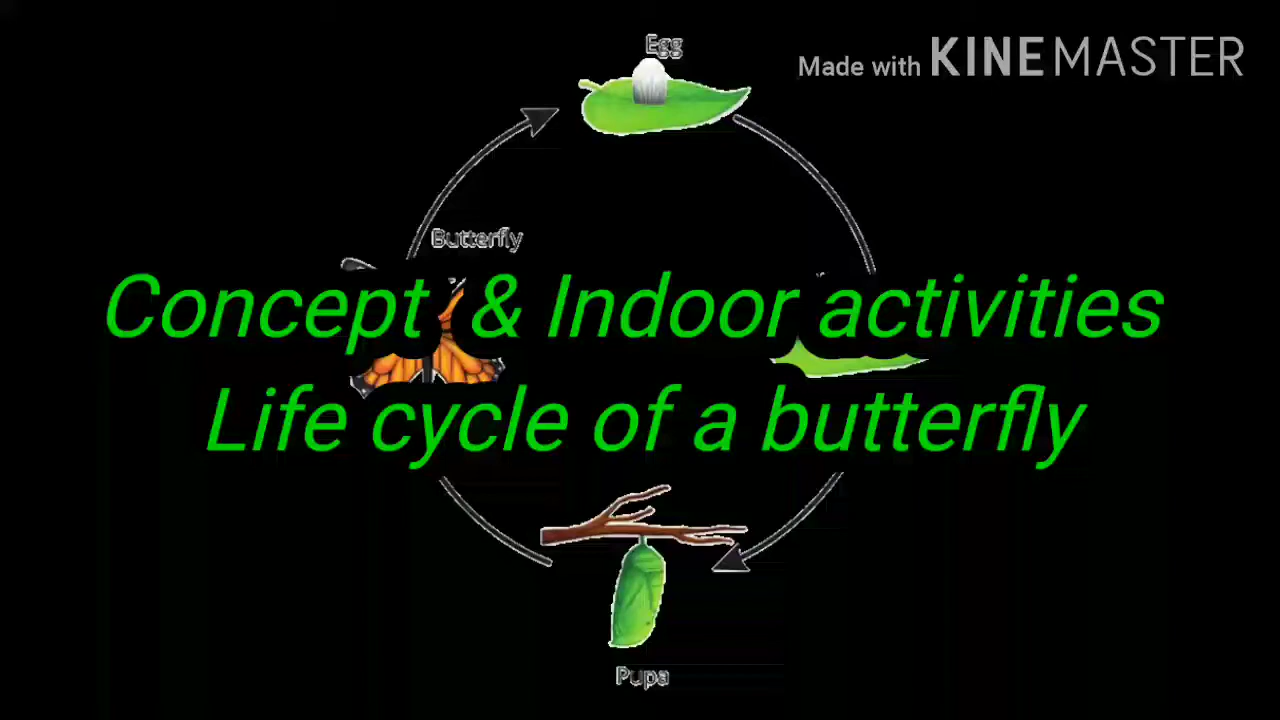 Egg
Made with KINEMASTER
Butterfly
Concept & Indoor activities
Life cycle of a butterfly
Pupa